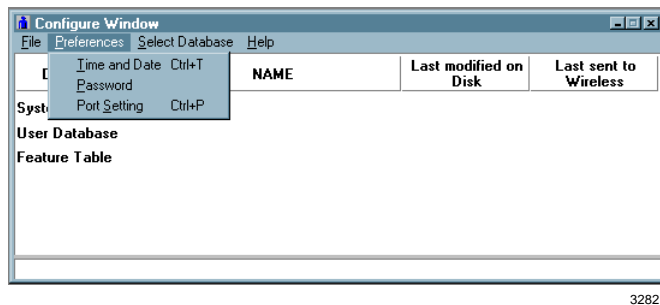 Configure Window
File Preferences Select Database Help
Time and Date Ctrl+T
Password
Port Setting Ctrl+P
D
NAME
Last modified on Disk
Last sent to Wireless
Syst
User Database
Feature Table
3282